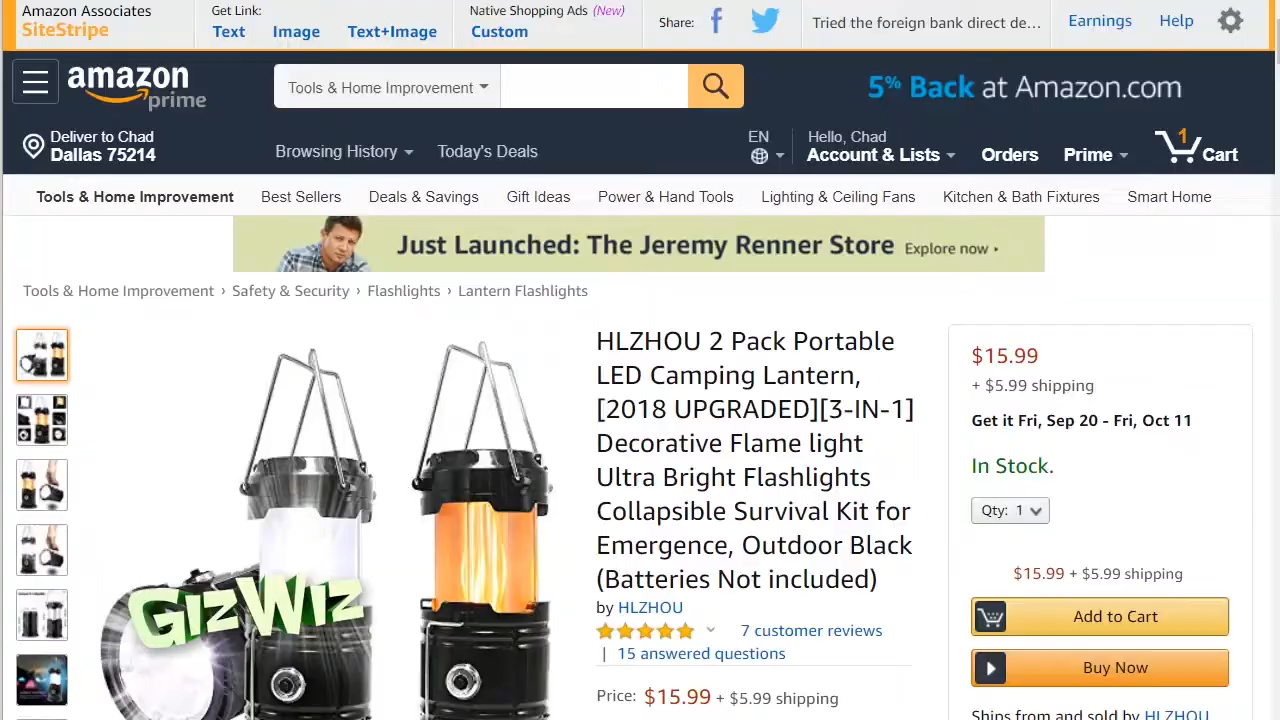 Amazon Associates
SiteStripe
Get Link:
Text Image Text+Image
Native Shopping Ads (New)
Custom
Share:
Tried the foreign bank direct de...
Earnings Help
amazon
prime
Tools & Home Improvement
5% Back at Amazon.com
Deliver to Chad
Dallas 75214
Browsing History Today's Deals
EN
Hello, Chad
Account & Lists
Orders
Prime
1
Cart
Tools & Home Improvement Best Sellers Deals & Savings Gift Ideas Power & Hand Tools Lighting & Ceiling Fans Kitchen & Bath Fixtures Smart Home
Just Launched: The Jeremy Renner Store Explore now ›
Tools & Home Improvement › Safety & Security › Flashlights › Lantern Flashlights
GizWiz
HLZHOU 2 Pack Portable
LED Camping Lantern,
[2018 UPGRADED][3-IN-1]
Decorative Flame light
Ultra Bright Flashlights
Collapsible Survival Kit for
Emergence, Outdoor Black
(Batteries Not included)
by HLZHOU
7 customer reviews
| 15 answered questions
Price: $15.99 + $5.99 shipping
$15.99
+ $5.99 shipping
Get it Fri, Sep 20 - Fri, Oct 11
In Stock.
Qty: 1
$15.99 + $5.99 shipping
Add to Cart
Buy Now
Ships from and sold by HLZHOU